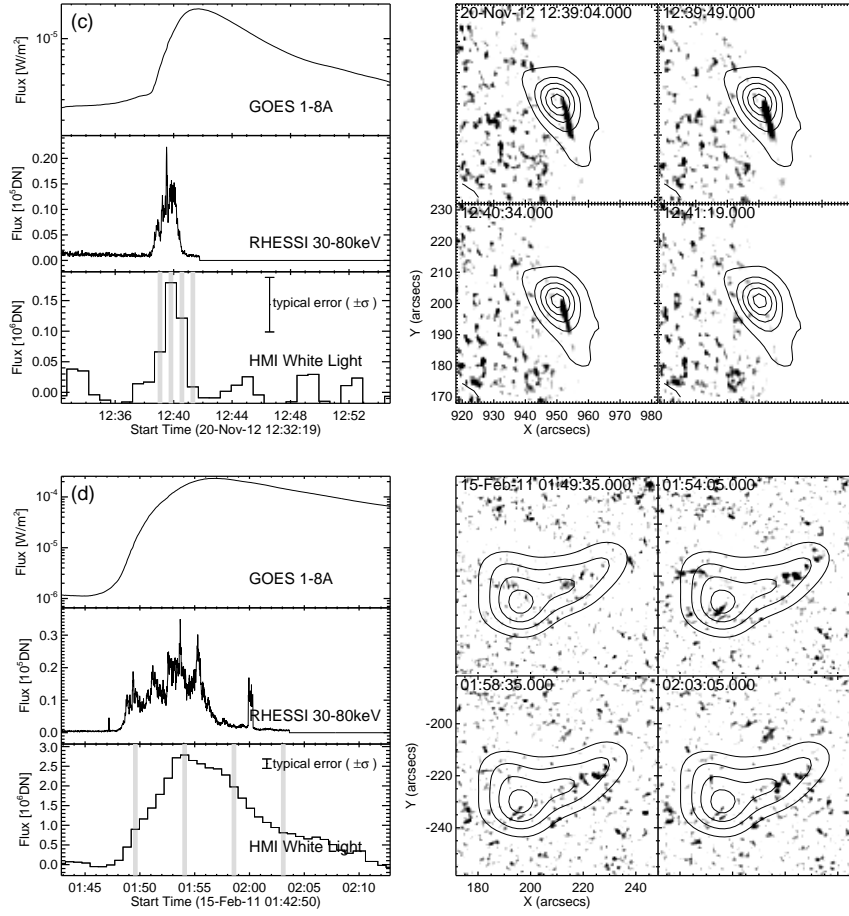 (c)
10⁻⁵
Flux [W/m²]
GOES 1-8A
0.20
0.15
0.10
0.05
0.00
Flux [10⁵DN]
RHESSI 30-80keV
0.15
0.10
0.05
0.00
Flux [10⁶DN]
typical error ( ±σ )
HMI White Light
12:36 12:40 12:44 12:48 12:52
Start Time (20-Nov-12 12:32:19)
20-Nov-12 12:39:04.000
12:39:49.000
12:40:34.000
12:41:19.000
230
220
210
200
190
180
170
Y (arcsecs)
920 930 940 950 960 970 980
X (arcsecs)
(d)
10⁻⁴
10⁻⁵
10⁻⁶
Flux [W/m²]
GOES 1-8A
0.3
0.2
0.1
0.0
Flux [10⁵DN]
RHESSI 30-80keV
3.0
2.5
2.0
1.5
1.0
0.5
0.0
Flux [10⁶DN]
typical error ( ±σ )
HMI White Light
01:45 01:50 01:55 02:00 02:05 02:10
Start Time (15-Feb-11 01:42:50)
15-Feb-11 01:49:35.000
01:54:05.000
01:58:35.000
02:03:05.000
-200
-220
-240
Y (arcsecs)
180 200 220 240
X (arcsecs)